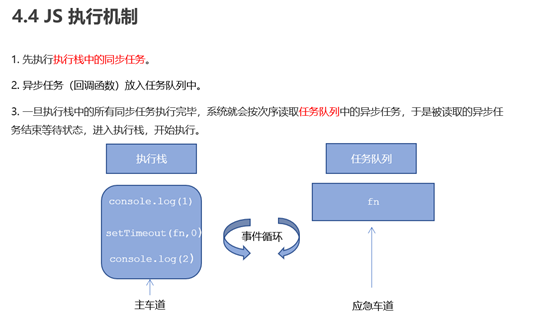 4.4 JS 执行机制
1. 先执行执行栈中的同步任务。
2. 异步任务（回调函数）放入任务队列中。
3. 一旦执行栈中的所有同步任务执行完毕，系统就会按次序读取任务队列中的异步任务，于是被读取的异步任
务结束等待状态，进入执行栈，开始执行。
执行栈
任务队列
console.log(1)
fn
setTimeout(fn,0)
事件循环
console.log(2)
主车道
应急车道